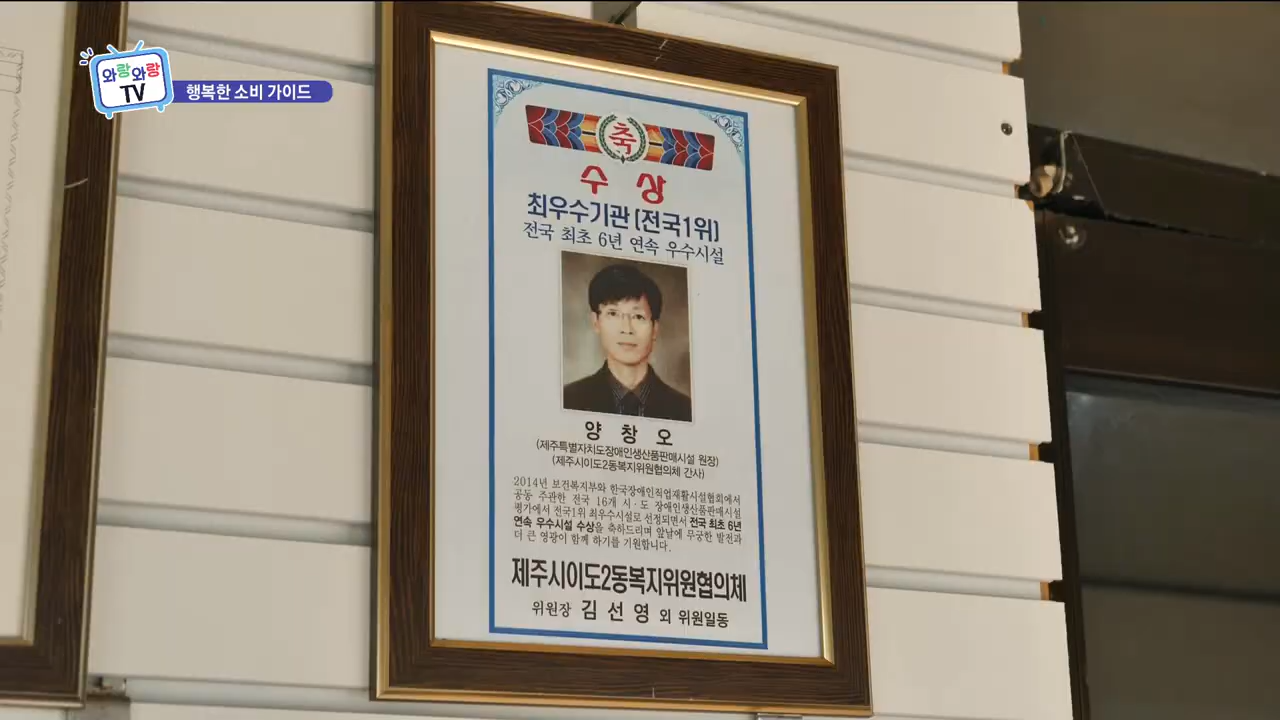 와랑와랑
TV
행복한 소비 가이드
축
수 상
최우수기관(전국1위)
전국 최초 6년 연속 우수시설
양 창 오
(제주특별자치도장애인생산품판매시설 원장)
(제주시이도2동복지위원협의체 간사)
2014년 보건복지부와 한국장애인직업재활시설협회에서
공동 주관한 전국 16개 시·도 장애인생산품판매시설
평가에서 전국1위 최우수시설로 선정되면서 전국 최초 6년
연속 우수시설 수상을 축하드리며 앞날에 무궁한 발전과
더 큰 영광이 함께 하기를 기원합니다.
제주시이도2동복지위원협의체
위원장 김 선 영 외 위원일동